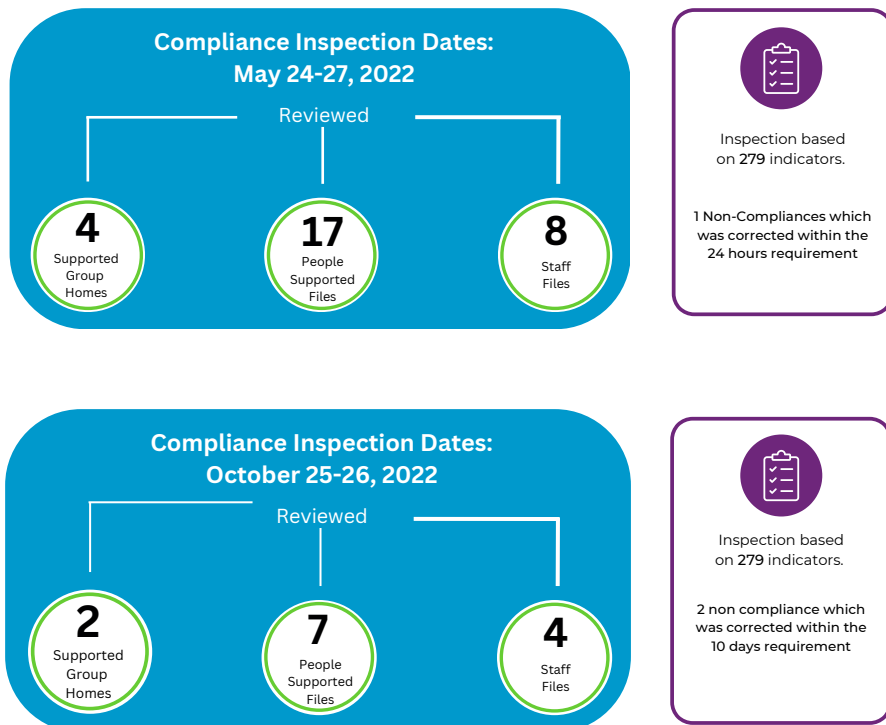 Compliance Inspection Dates:
May 24-27, 2022
Reviewed
4
Supported
Group
Homes
17
People
Supported
Files
8
Staff
Files
Inspection based
on 279 indicators.
1 Non-Compliances which
was corrected within the
24 hours requirement
Compliance Inspection Dates:
October 25-26, 2022
Reviewed
2
Supported
Group
Homes
7
People
Supported
Files
4
Staff
Files
Inspection based
on 279 indicators.
2 non compliance which
was corrected within the
10 days requirement